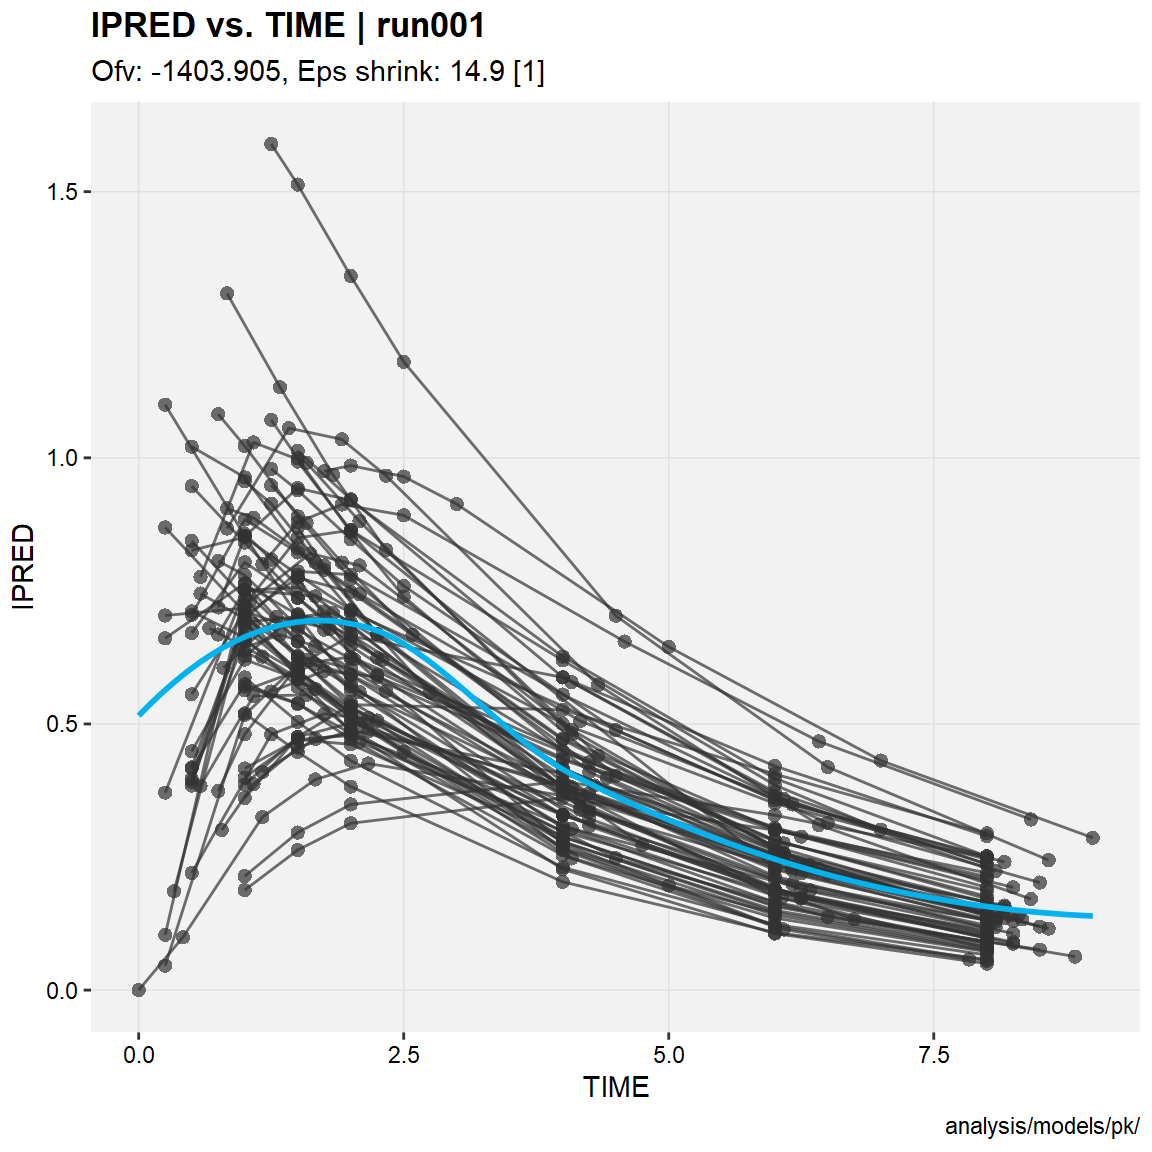 IPRED vs. TIME | run001
Ofv: -1403.905, Eps shrink: 14.9 [1]
IPRED
1.5
1.0
0.5
0.0
0.0
2.5
5.0
7.5
TIME
analysis/models/pk/